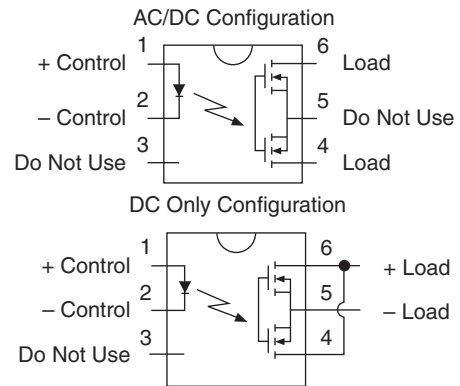 AC/DC Configuration
1 6
+ Control Load
2 5
– Control Do Not Use
3 4
Do Not Use Load
DC Only Configuration
1 6
+ Control + Load
2 5
– Control – Load
3 4
Do Not Use